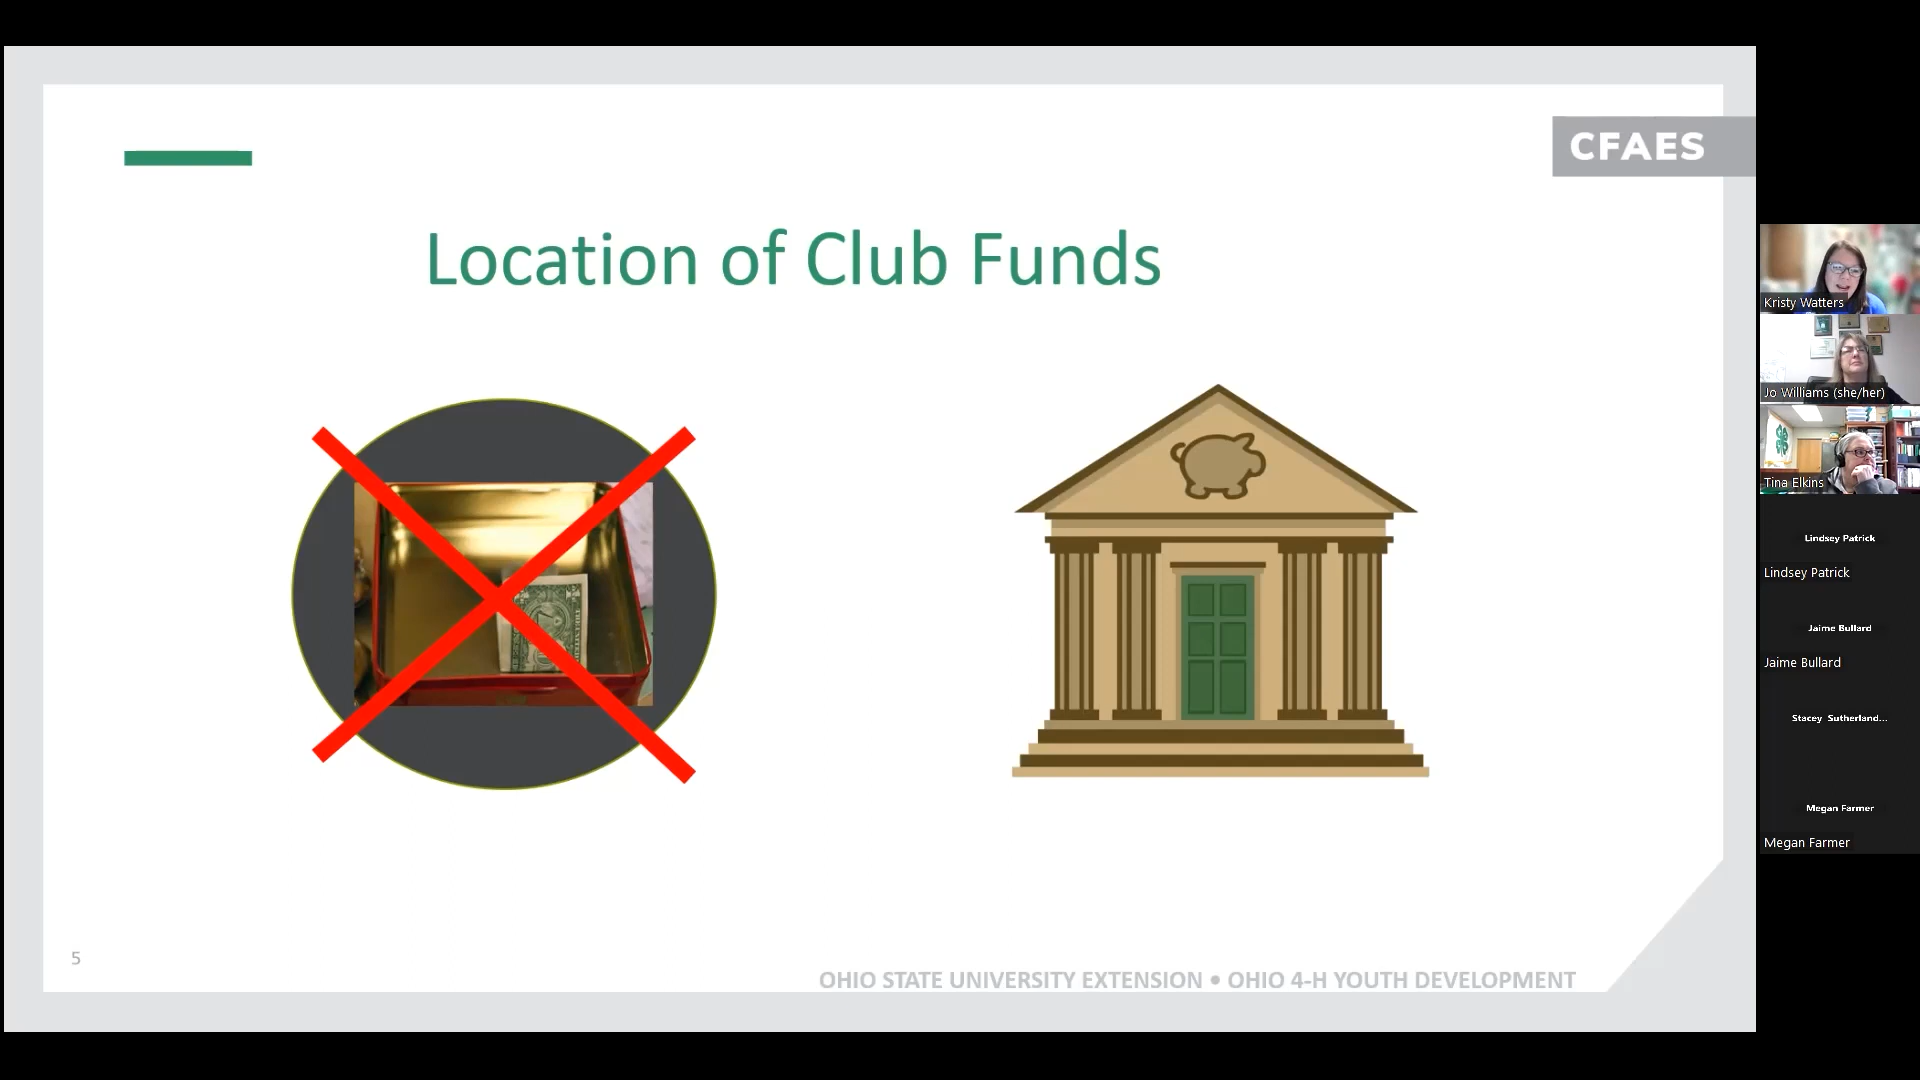 CFAES
Location of Club Funds
5
OHIO STATE UNIVERSITY EXTENSION • OHIO 4-H YOUTH DEVELOPMENT
Kristy Watters
Jo Williams (she/her)
Tina Elkins
Lindsey Patrick
Lindsey Patrick
Jaime Bullard
Jaime Bullard
Stacey Sutherland...
Megan Farmer
Megan Farmer